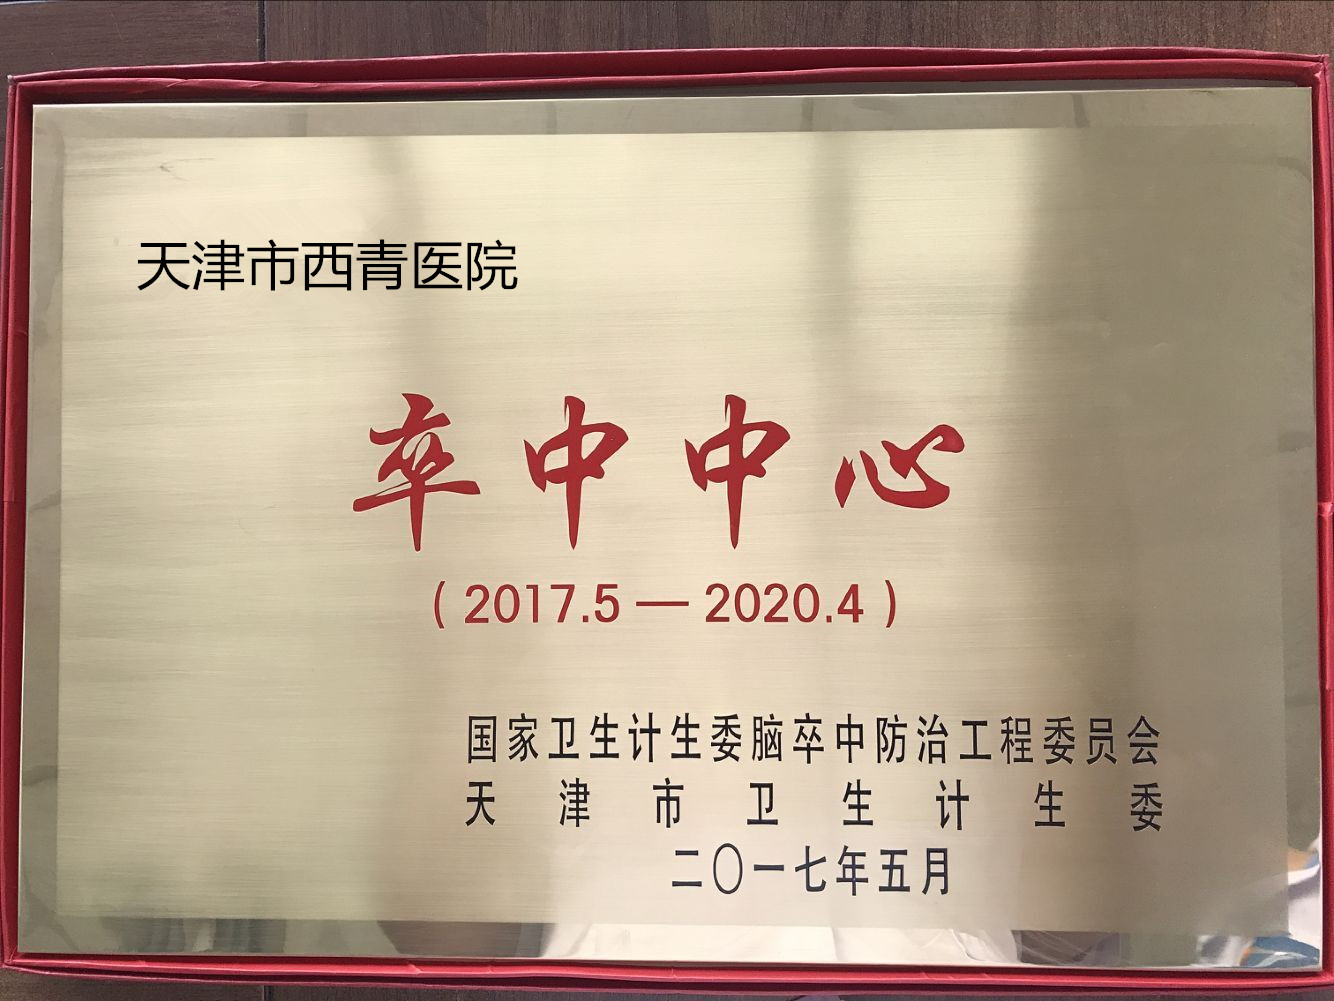 天津市西青医院
卒中中心
（2017.5 — 2020.4）
国家卫生计生委脑卒中防治工程委员会
天津市卫生计生委
二〇一七年五月